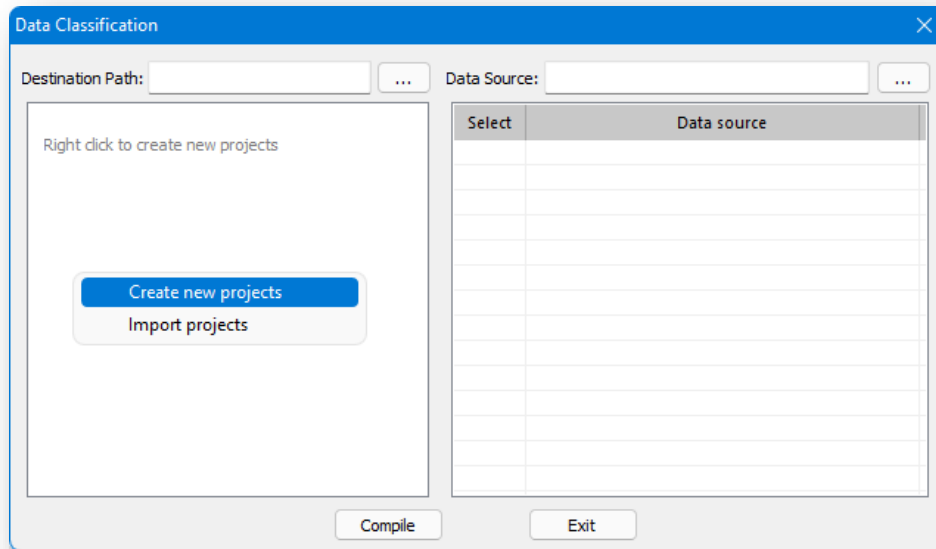 Data Classification
Destination Path: ... Data Source: ...
Select Data source
Right click to create new projects
Create new projects
Import projects
Compile Exit